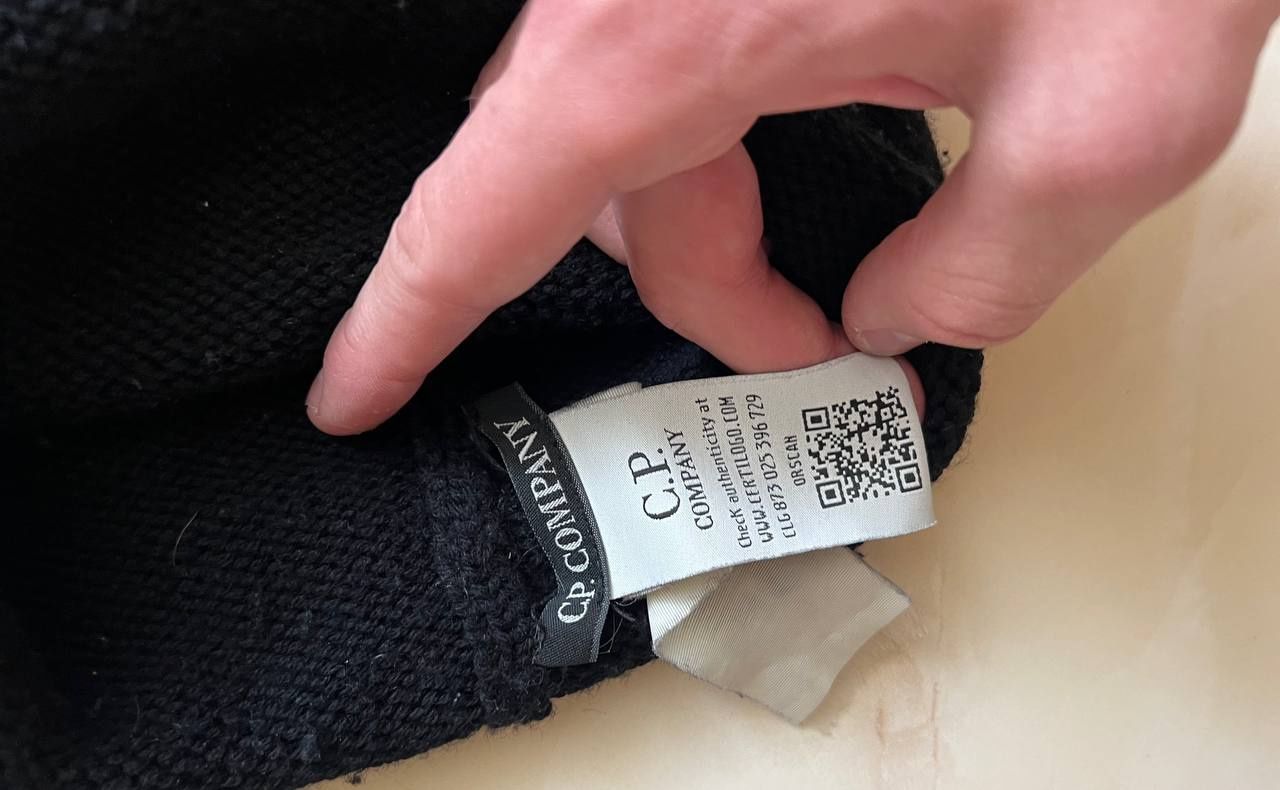 C.P. COMPANY
C.P.
COMPANY
Check authenticity at
WWW.CERTILOGO.COM
CLG 873 025 396 729
OR SCAN